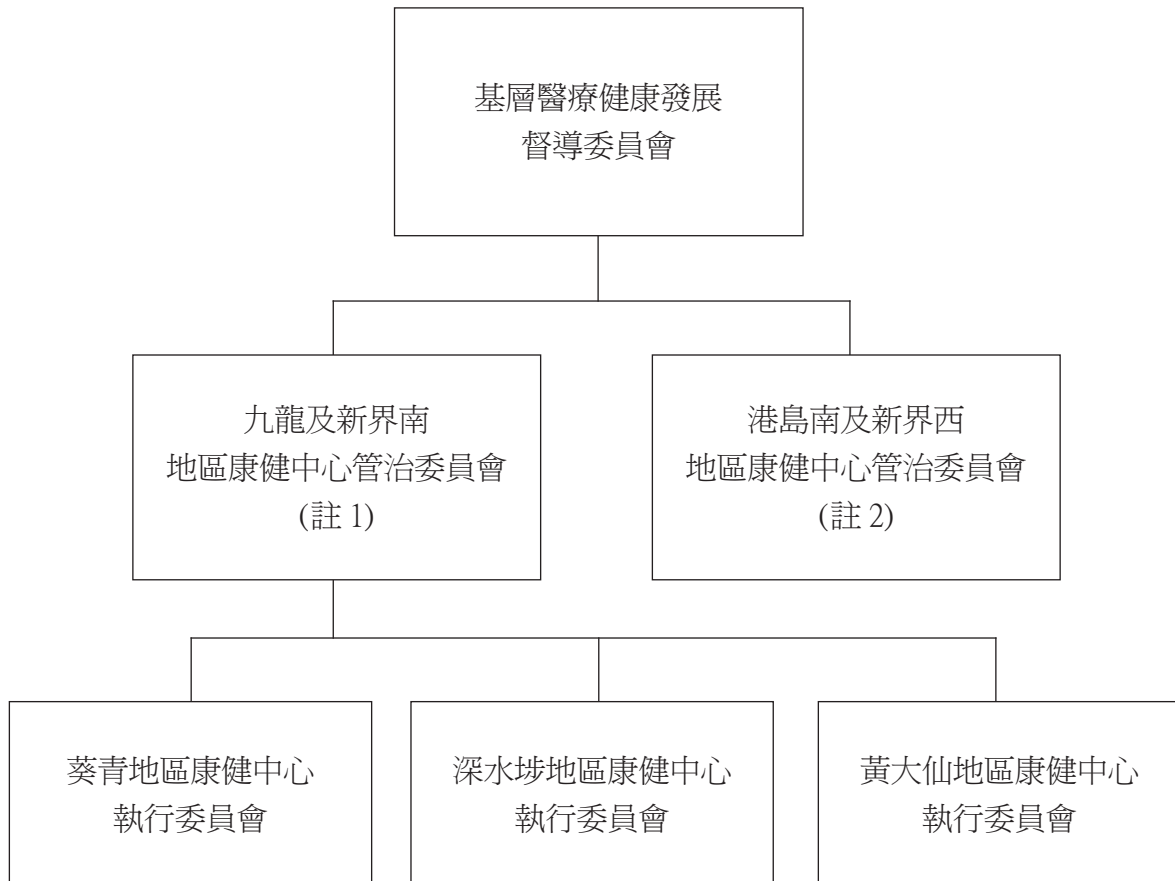 基層醫療健康發展
督導委員會
九龍及新界南
地區康健中心管治委員會
(註 1)
港島南及新界西
地區康健中心管治委員會
(註 2)
葵青地區康健中心
執行委員會
深水埗地區康健中心
執行委員會
黃大仙地區康健中心
執行委員會